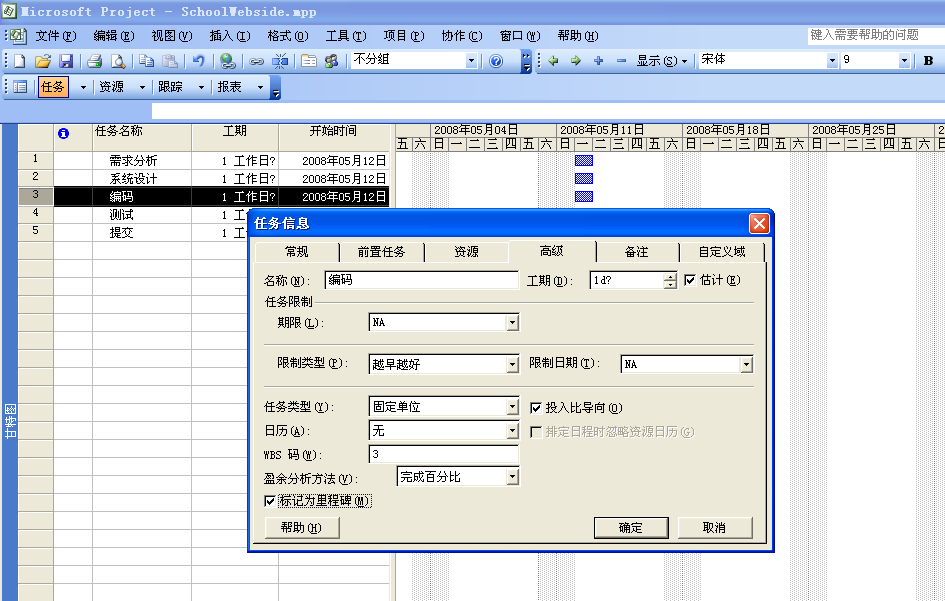 Microsoft Project - SchoolWebside.mpp
文件(F) 编辑(E) 视图(V) 插入(I) 格式(O) 工具(T) 项目(P) 协作(C) 窗口(W) 帮助(H) 键入需要帮助的问题
不分组 显示(S) 宋体 9 B
任务 资源 跟踪 报表
任务名称 工期 开始时间 2008年05月04日 2008年05月11日 2008年05月18日 2008年05月25日 2
五 六 日 一 二 三 四 五 六 日 一 二 三 四 五 六 日 一 二 三 四 五 六 日 一 二 三 四 五 六 日
1 需求分析 1 工作日? 2008年05月12日
2 系统设计 1 工作日? 2008年05月12日
3 编码 1 工作日? 2008年05月12日
4 测试 1 工
5 提交 1 工
甘特图
任务信息
常规 前置任务 资源 高级 备注 自定义域
名称(N): 编码 工期(D): 1d? 估计(E)
任务限制
期限(L): NA
限制类型(P): 越早越好 限制日期(T): NA
任务类型(Y): 固定单位 投入比导向(O)
日历(A): 无 排定日程时忽略资源日历(G)
WBS 码(W): 3
盈余分析方法(V): 完成百分比
标记为里程碑(M)
帮助(H) 确定 取消